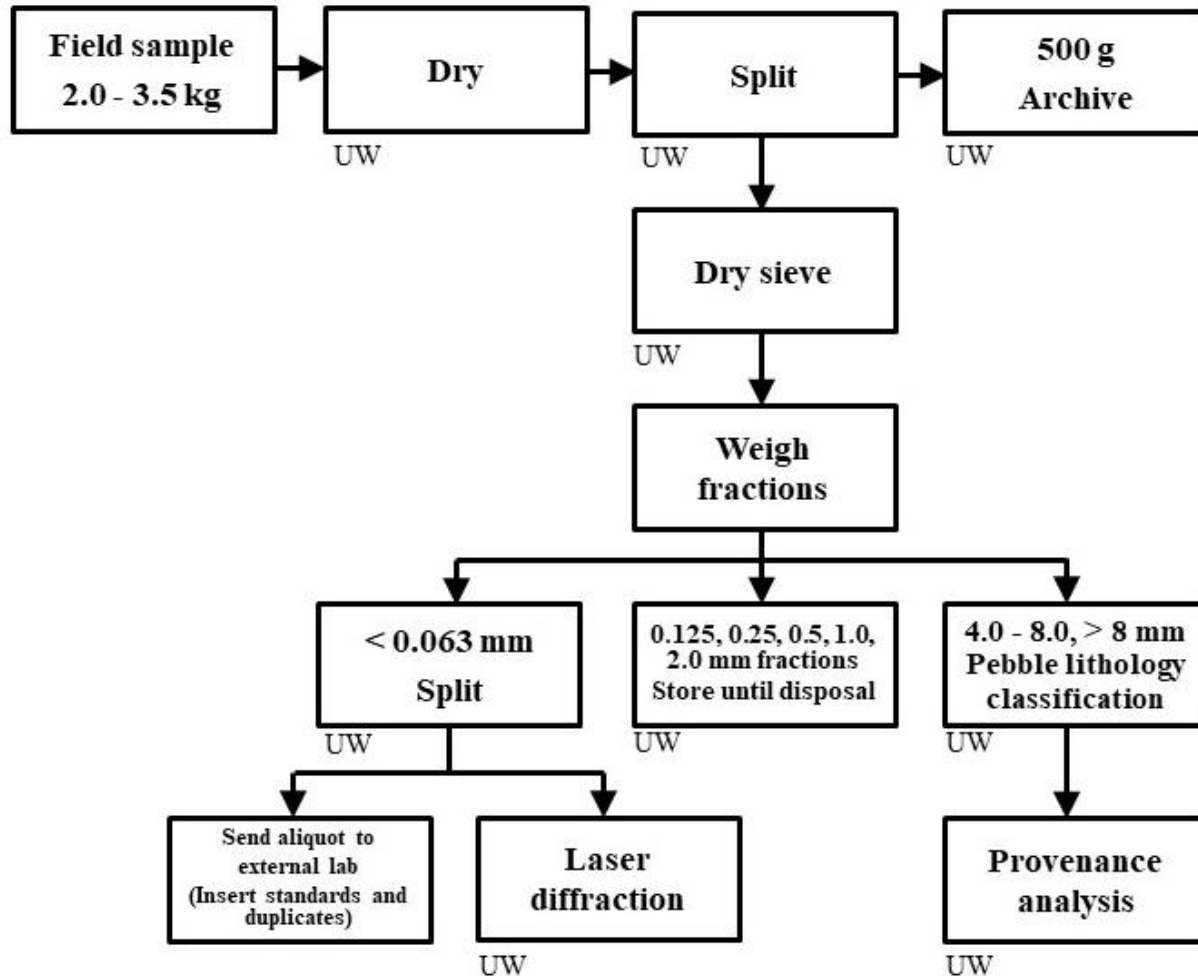 Field sample
2.0 - 3.5 kg
Dry
UW
Split
UW
500 g
Archive
UW
Dry sieve
UW
Weigh
fractions
< 0.063 mm
Split
UW
0.125, 0.25, 0.5, 1.0,
2.0 mm fractions
Store until disposal
UW
4.0 - 8.0, > 8 mm
Pebble lithology
classification
UW
Send aliquot to
external lab
(Insert standards and
duplicates)
Laser
diffraction
UW
Provenance
analysis
UW